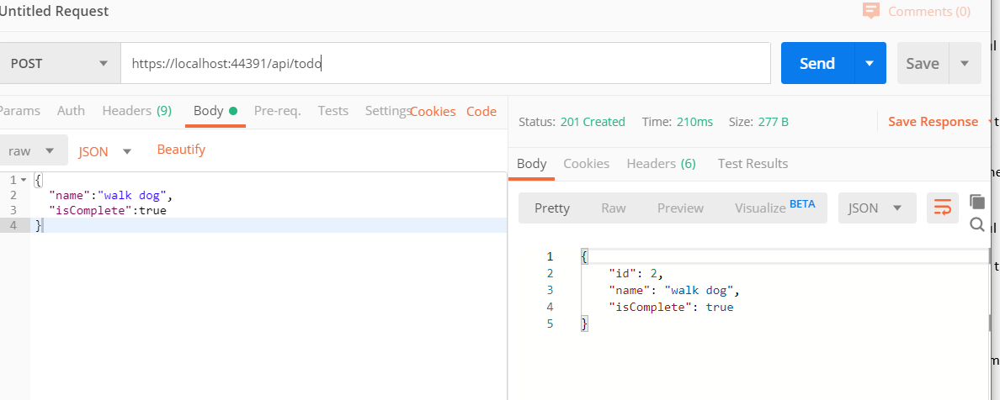 Untitled Request
Comments (0)
POST
https://localhost:44391/api/todo
Send
Save
Params Auth Headers (9) Body Pre-req. Tests Settings Cookies Code
raw JSON Beautify
1 {
2 "name":"walk dog",
3 "isComplete":true
4 }
Status: 201 Created Time: 210ms Size: 277 B Save Response
Body Cookies Headers (6) Test Results
Pretty Raw Preview Visualize BETA JSON
1 {
2 "id": 2,
3 "name": "walk dog",
4 "isComplete": true
5 }